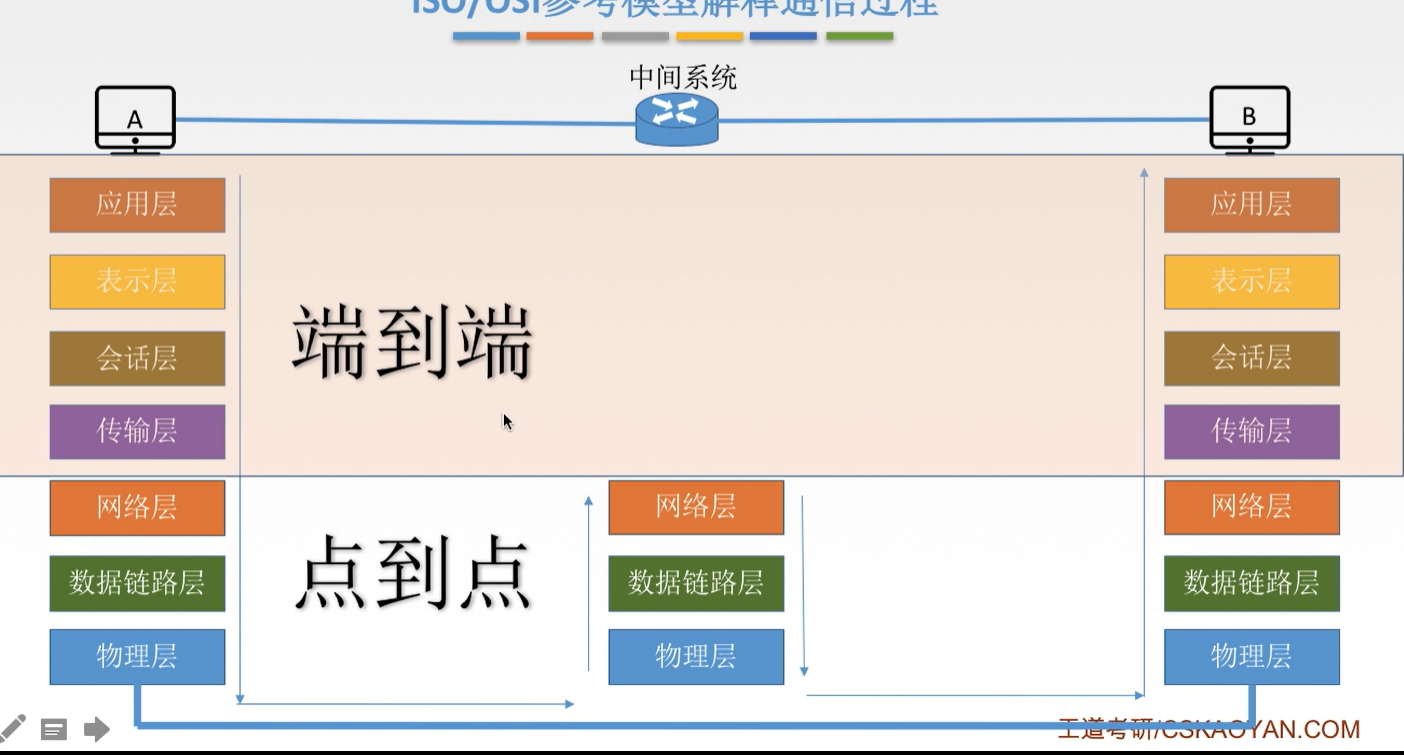 ISO/OSI参考模型解释通信过程
中间系统
A
B
应用层
应用层
表示层
表示层
端到端
会话层
会话层
传输层
传输层
网络层
网络层
网络层
点到点
数据链路层
数据链路层
数据链路层
物理层
物理层
物理层
王道考研/CSKAOYAN.COM